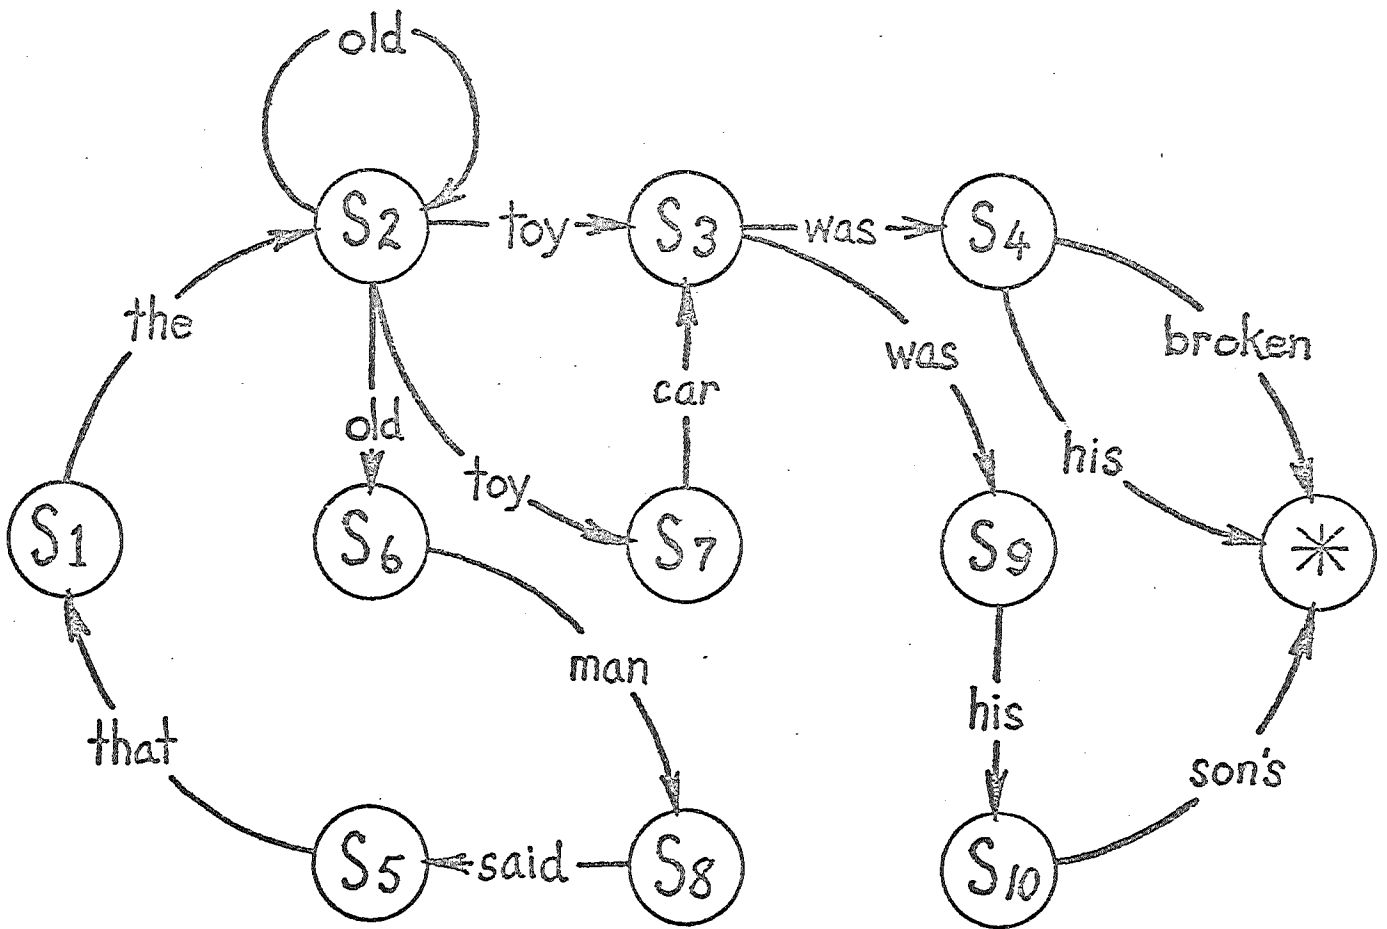 old
S2 toy S3 was S4
the
broken
was
car
old
his
toy
S1 S6 S7 S9 *
man
his
that
son's
S5 said S8 S10